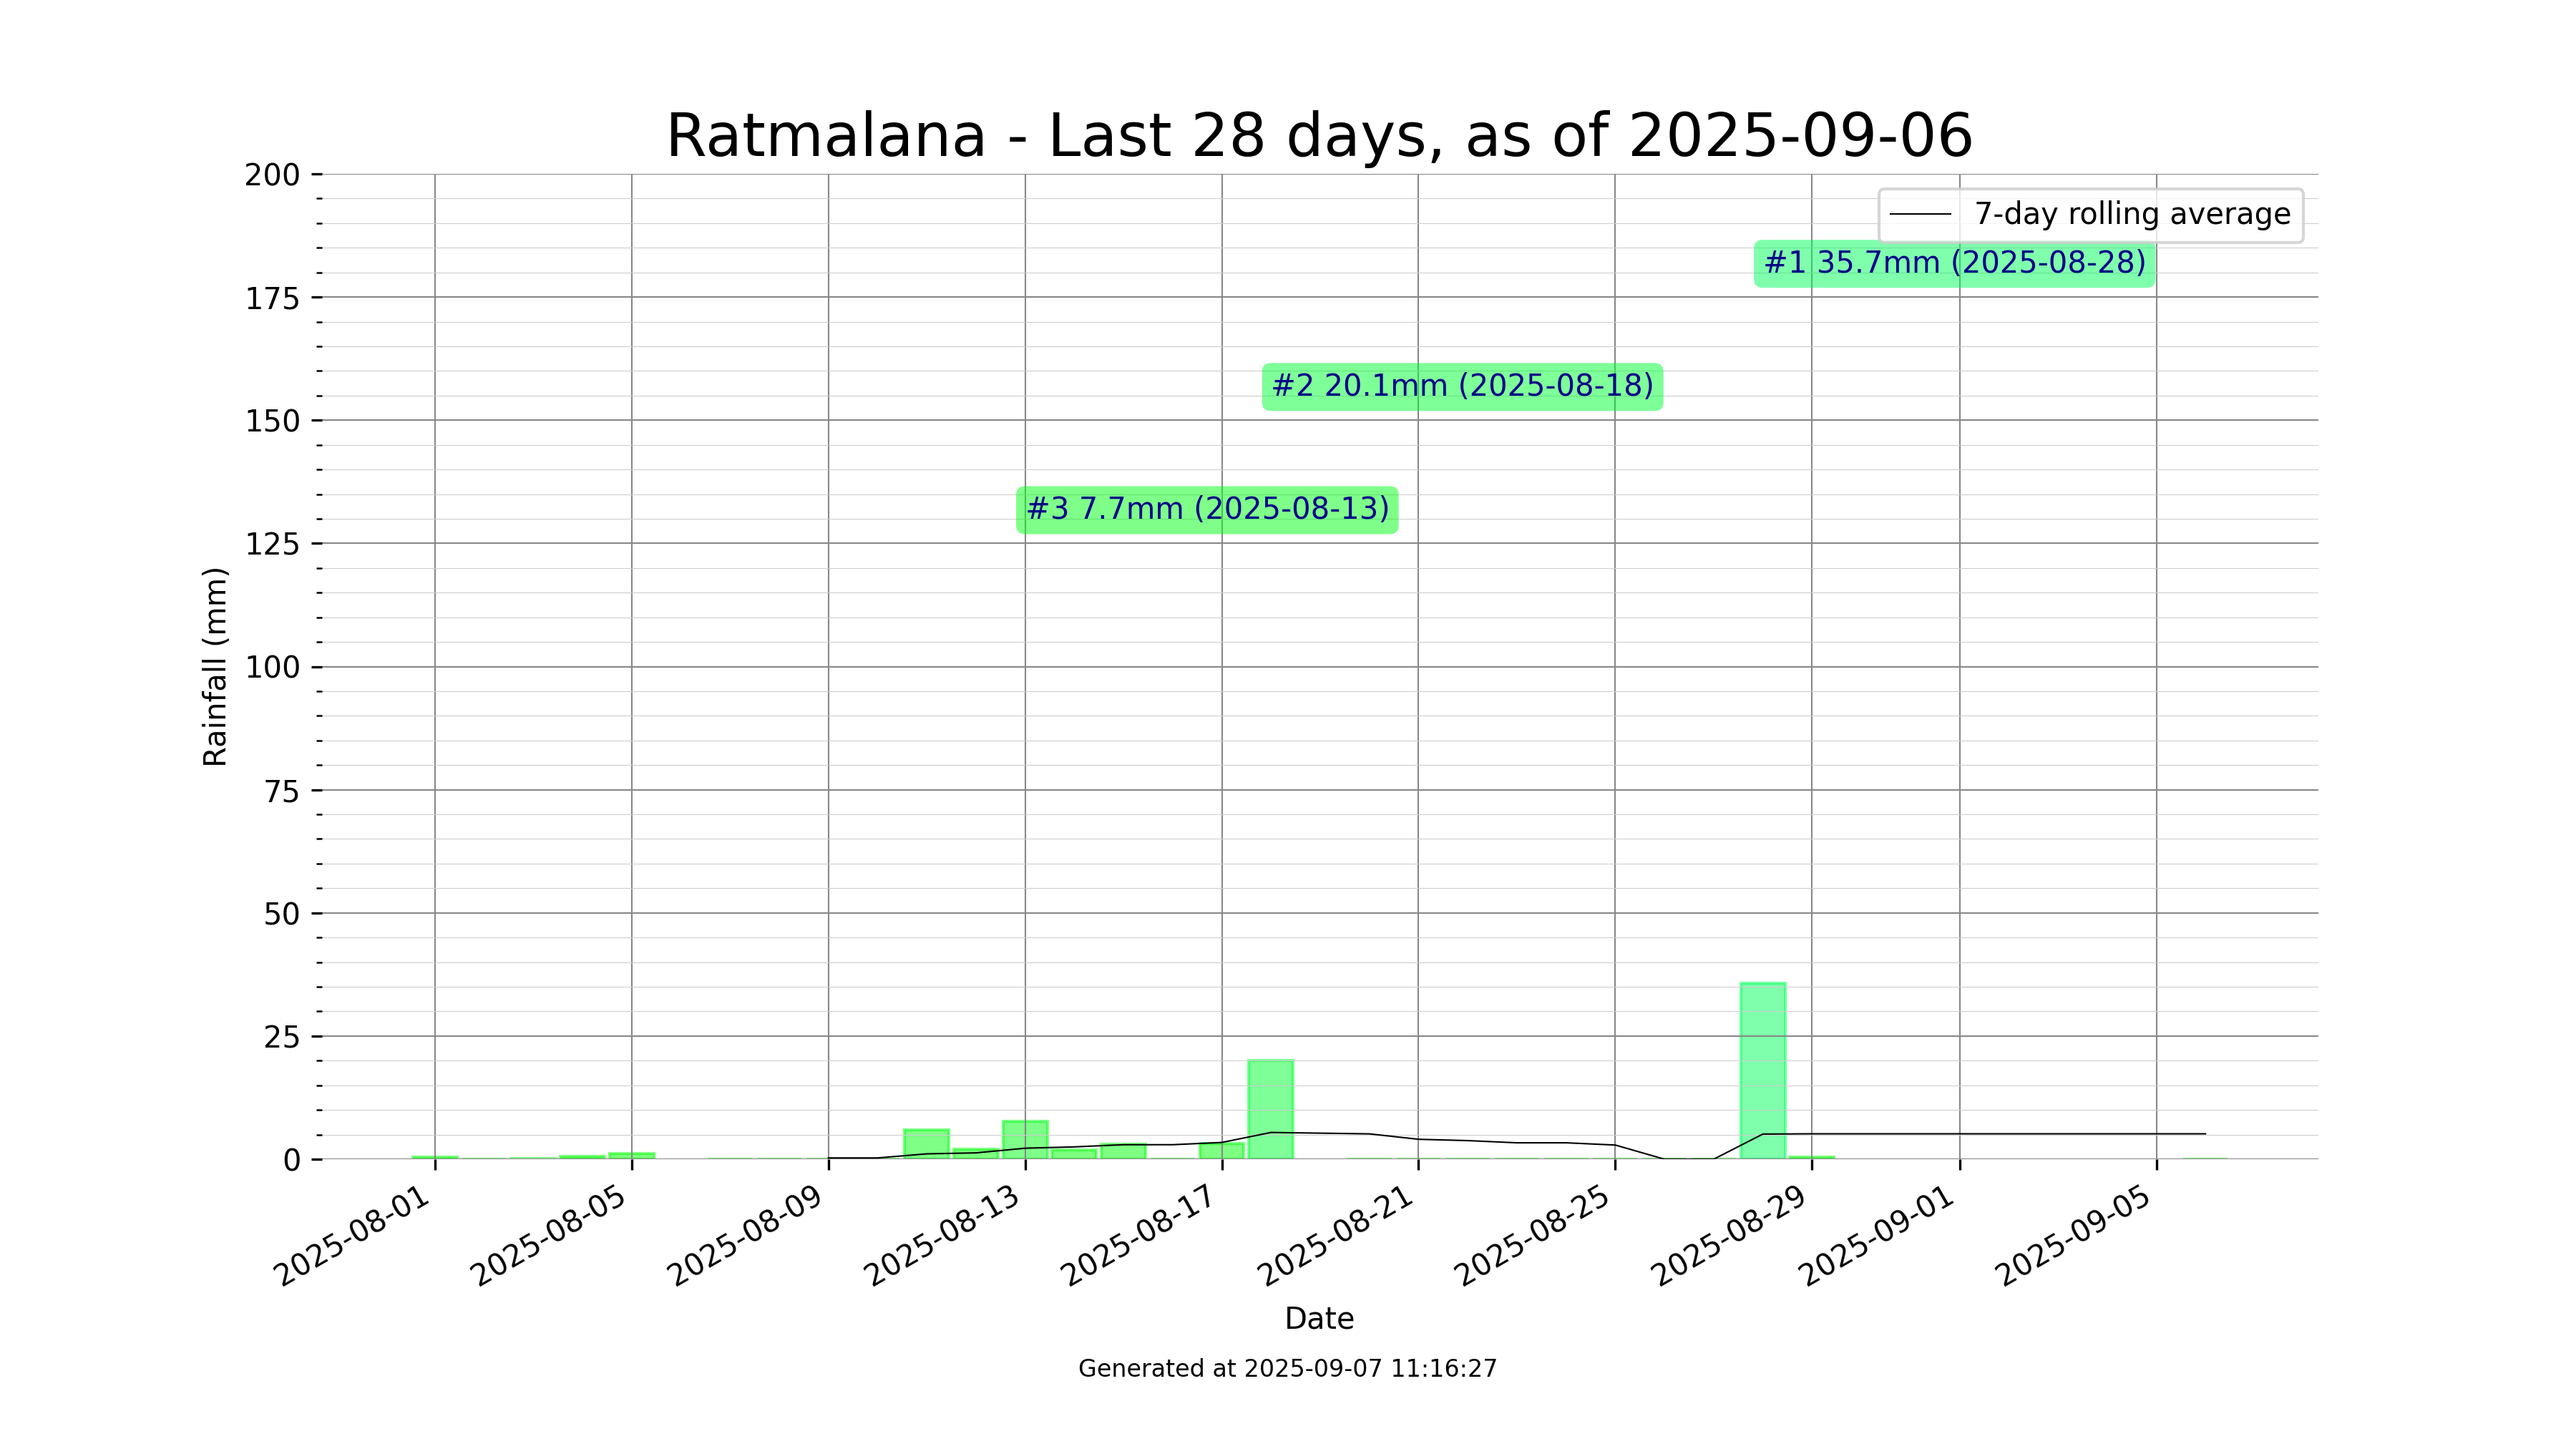 Ratmalana - Last 28 days, as of 2025-09-06
7-day rolling average
#1 35.7mm (2025-08-28)
#2 20.1mm (2025-08-18)
#3 7.7mm (2025-08-13)
Rainfall (mm)
200
175
150
125
100
75
50
25
0
2025-08-01
2025-08-05
2025-08-09
2025-08-13
2025-08-17
2025-08-21
2025-08-25
2025-08-29
2025-09-01
2025-09-05
Date
Generated at 2025-09-07 11:16:27